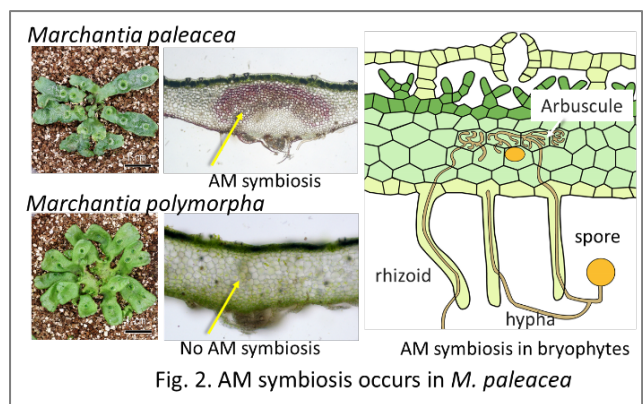 Marchantia paleacea
AM symbiosis
Marchantia polymorpha
No AM symbiosis
Arbuscule
spore
rhizoid
hypha
AM symbiosis in bryophytes
Fig. 2. AM symbiosis occurs in M. paleacea